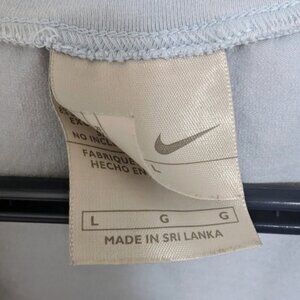 NO INCL
FABRIQUE
HECHO EN
L
L G G
MADE IN SRI LANKA